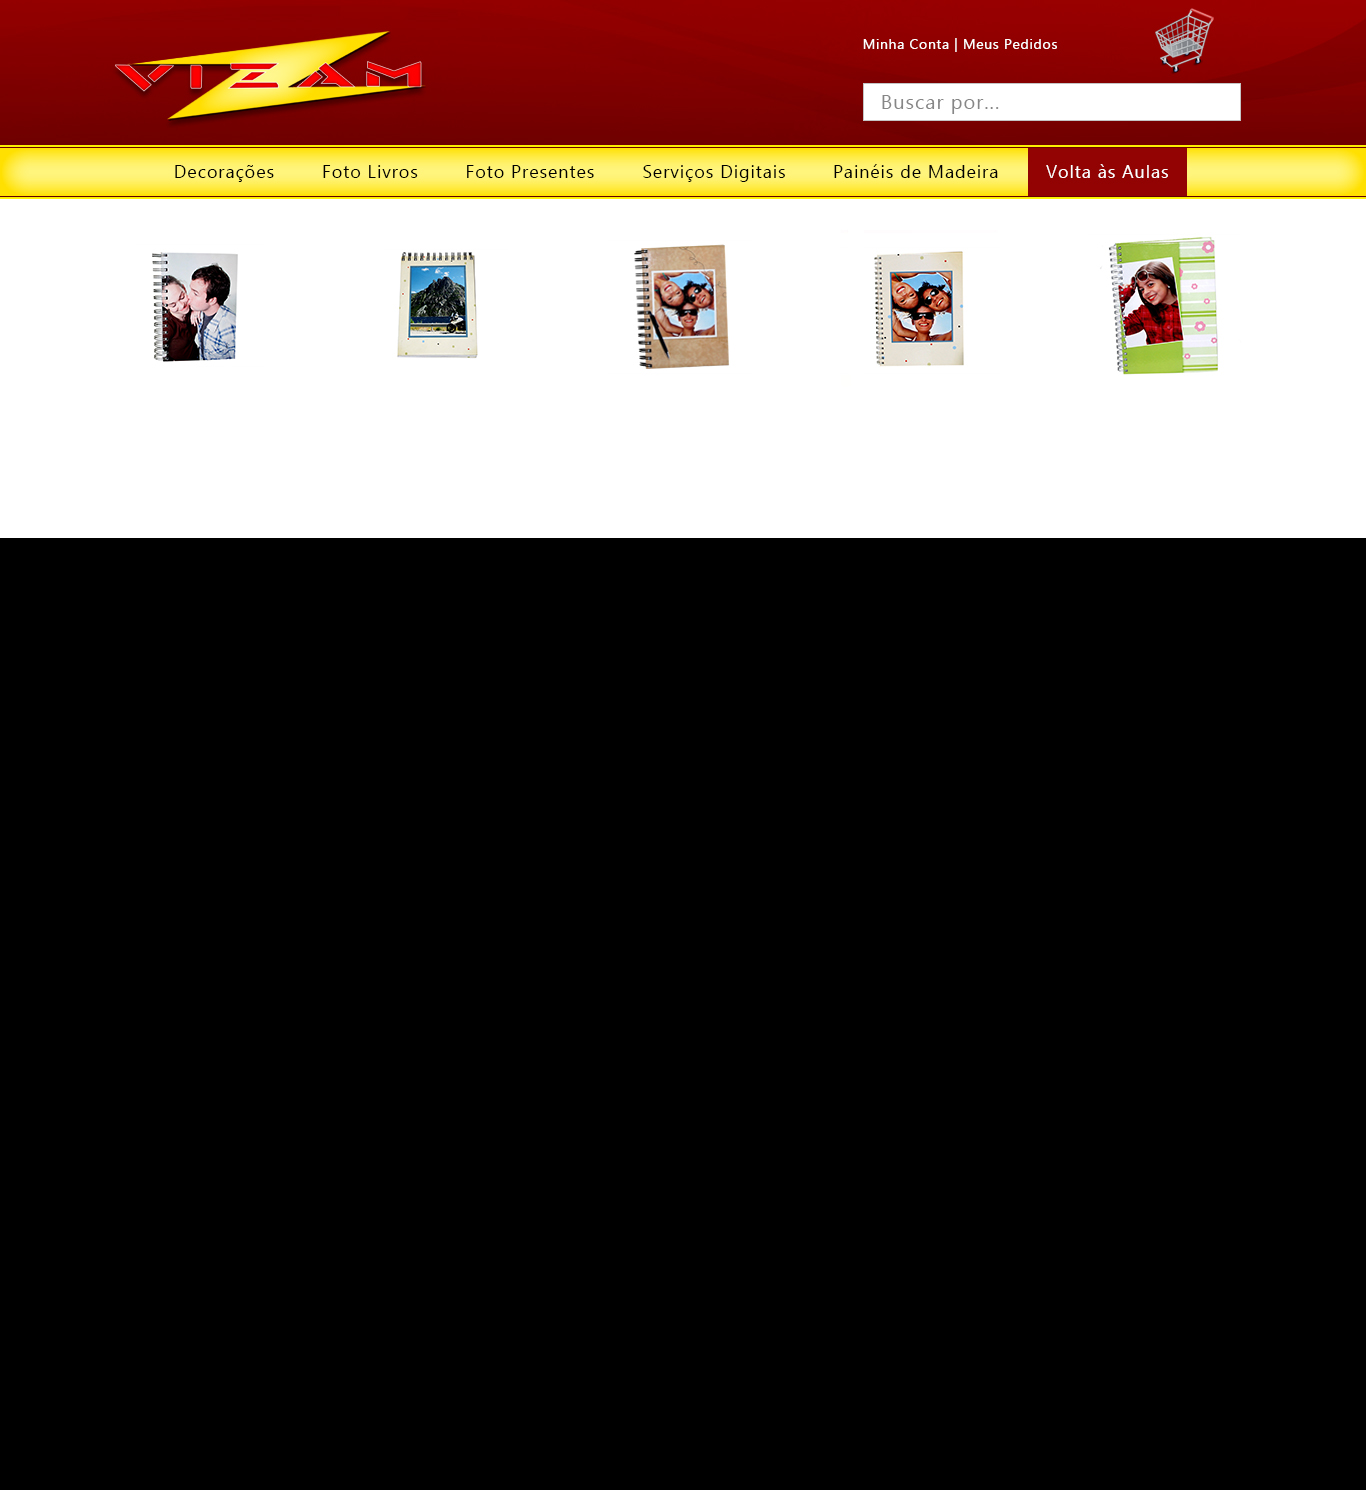 VIZAM
Minha Conta | Meus Pedidos
Buscar por...
Decorações
Foto Livros
Foto Presentes
Serviços Digitais
Painéis de Madeira
Volta às Aulas